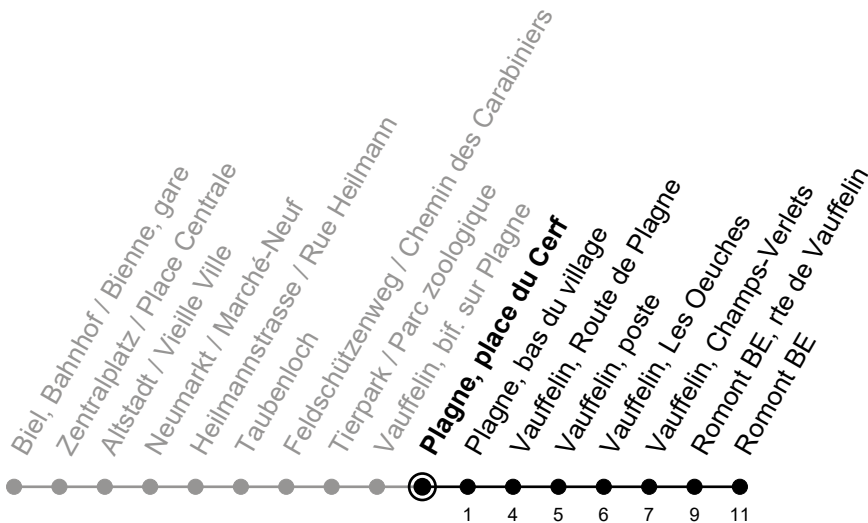 Biel, Bahnhof / Bienne, gare
Zentralplatz / Place Centrale
Altstadt / Vieille Ville
Neumarkt / Marché-Neuf
Heilmannstrasse / Rue Heilmann
Taubenloch
Feldschützenweg / Chemin des Carabiniers
Tierpark / Parc zoologique
Vauffelin, bif. sur Plagne
Plagne, place du Cerf
Plagne, bas du village
Vauffelin, Route de Plagne
Vauffelin, poste
Vauffelin, Les Oeuches
Vauffelin, Champs-Verlets
Romont BE, rte de Vauffelin
Romont BE
1 4 5 6 7 9 11